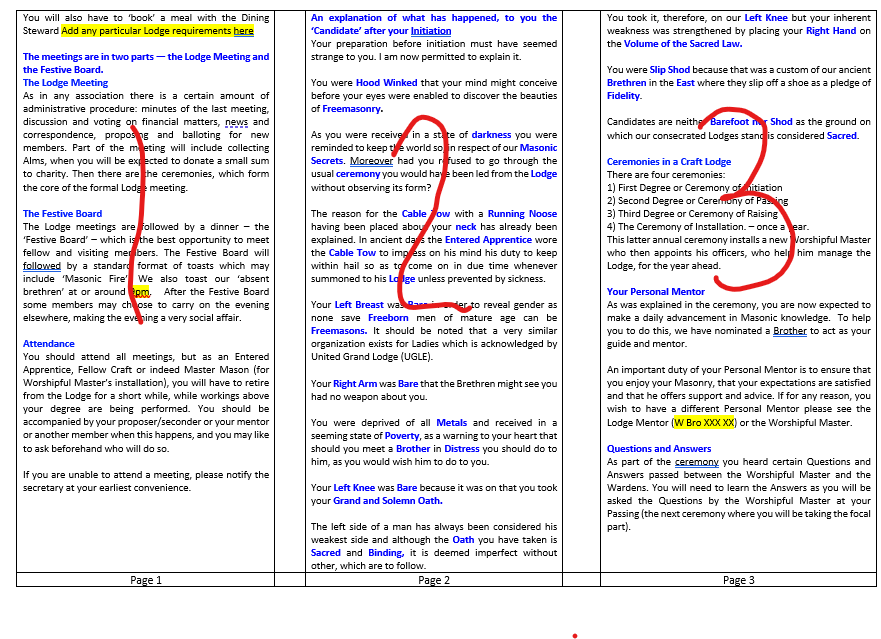 You will also have to 'book' a meal with the Dining
Steward Add any particular Lodge requirements here
The meetings are in two parts — the Lodge Meeting and
the Festive Board.
The Lodge Meeting
As in any association there is a certain amount of
administrative procedure: minutes of the last meeting,
discussion and voting on financial matters, news and
correspondence, proposing and balloting for new
members. Part of the meeting will include collecting
Alms, when you will be expected to donate a small sum
to charity. Then there are the ceremonies, which form
the core of the formal Lodge meeting.
The Festive Board
The Lodge meetings are followed by a dinner – the
'Festive Board' – which is the best opportunity to meet
fellow and visiting members. The Festive Board will
followed by a standard format of toasts which may
include 'Masonic Fire'. We also toast our 'absent
brethren' at or around 9pm. After the Festive Board
some members may choose to carry on the evening
elsewhere, making the evening a very social affair.
Attendance
You should attend all meetings, but as an Entered
Apprentice, Fellow Craft or indeed Master Mason (for
Worshipful Master's installation), you will have to retire
from the Lodge for a short while, while workings above
your degree are being performed. You should be
accompanied by your proposer/seconder or your mentor
or another member when this happens, and you may like
to ask beforehand who will do so.
If you are unable to attend a meeting, please notify the
secretary at your earliest convenience.
1
Page 1
An explanation of what has happened, to you the
'Candidate' after your Initiation
Your preparation before initiation must have seemed
strange to you. I am now permitted to explain it.
You were Hood Winked that your mind might conceive
before your eyes were enabled to discover the beauties
of Freemasonry.
As you were received in a state of darkness you were
reminded to keep the world so in respect of our Masonic
Secrets. Moreover had you refused to go through the
usual ceremony you would have been led from the Lodge
without observing its form?
The reason for the Cable Tow with a Running Noose
having been placed about your neck has already been
explained. In ancient days the Entered Apprentice wore
the Cable Tow to impress on his mind his duty to keep
within hail so as to come on in due time whenever
summoned to his Lodge unless prevented by sickness.
Your Left Breast was Bare in order to reveal gender as
none save Freeborn men of mature age can be
Freemasons. It should be noted that a very similar
organization exists for Ladies which is acknowledged by
United Grand Lodge (UGLE).
Your Right Arm was Bare that the Brethren might see you
had no weapon about you.
You were deprived of all Metals and received in a
seeming state of Poverty, as a warning to your heart that
should you meet a Brother in Distress you should do to
him, as you would wish him to do to you.
Your Left Knee was Bare because it was on that you took
your Grand and Solemn Oath.
The left side of a man has always been considered his
weakest side and although the Oath you have taken is
Sacred and Binding, it is deemed imperfect without
other, which are to follow.
2
Page 2
You took it, therefore, on our Left Knee but your inherent
weakness was strengthened by placing your Right Hand on
the Volume of the Sacred Law.
You were Slip Shod because that was a custom of our ancient
Brethren in the East where they slip off a shoe as a pledge of
Fidelity.
Candidates are neither Barefoot nor Shod as the ground on
which our consecrated Lodges stand is considered Sacred.
Ceremonies in a Craft Lodge
There are four ceremonies:
1) First Degree or Ceremony of Initiation
2) Second Degree or Ceremony of Passing
3) Third Degree or Ceremony of Raising
4) The Ceremony of Installation. – once a year.
This latter annual ceremony installs a new Worshipful Master
who then appoints his officers, who help him manage the
Lodge, for the year ahead.
Your Personal Mentor
As was explained in the ceremony, you are now expected to
make a daily advancement in Masonic knowledge. To help
you to do this, we have nominated a Brother to act as your
guide and mentor.
An important duty of your Personal Mentor is to ensure that
you enjoy your Masonry, that your expectations are satisfied
and that he offers support and advice. If for any reason, you
wish to have a different Personal Mentor please see the
Lodge Mentor (W Bro XXX XX) or the Worshipful Master.
Questions and Answers
As part of the ceremony you heard certain Questions and
Answers passed between the Worshipful Master and the
Wardens. You will need to learn the Answers as you will be
asked the Questions by the Worshipful Master at your
Passing (the next ceremony where you will be taking the focal
part).
3
Page 3